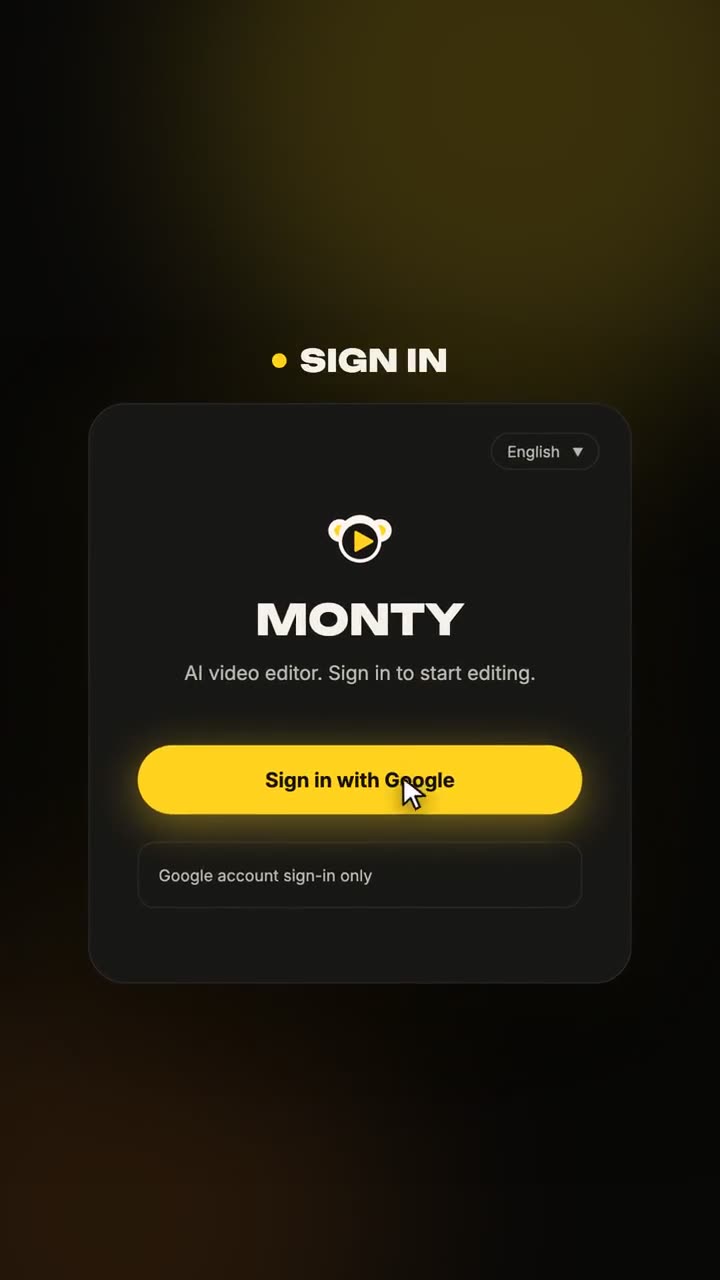 SIGN IN
English
MONTY
AI video editor. Sign in to start editing.
Sign in with Google
Google account sign-in only